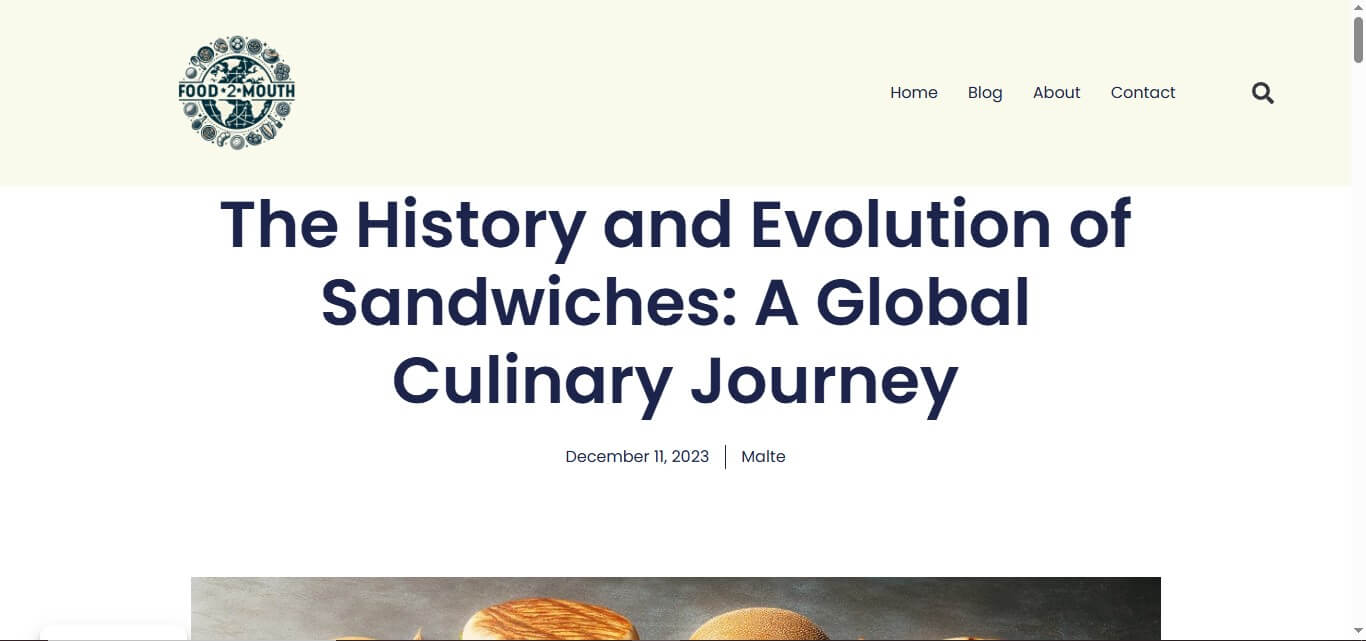 FOOD•2•MOUTH
Home Blog About Contact
The History and Evolution of
Sandwiches: A Global
Culinary Journey
December 11, 2023 | Malte